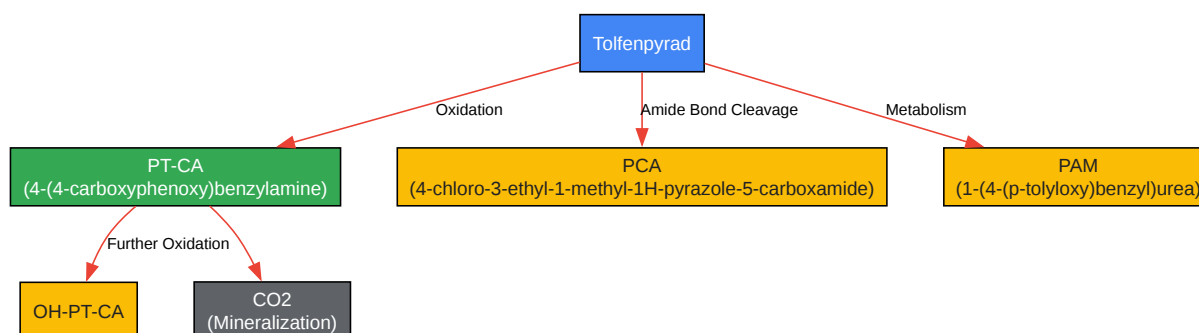 Tolfenpyrad
Oxidation
Amide Bond Cleavage
Metabolism
PT-CA
(4-(4-carboxyphenoxy)benzylamine)
PCA
(4-chloro-3-ethyl-1-methyl-1H-pyrazole-5-carboxamide)
PAM
(1-(4-(p-tolyloxy)benzyl)urea)
Further Oxidation
OH-PT-CA
CO2
(Mineralization)